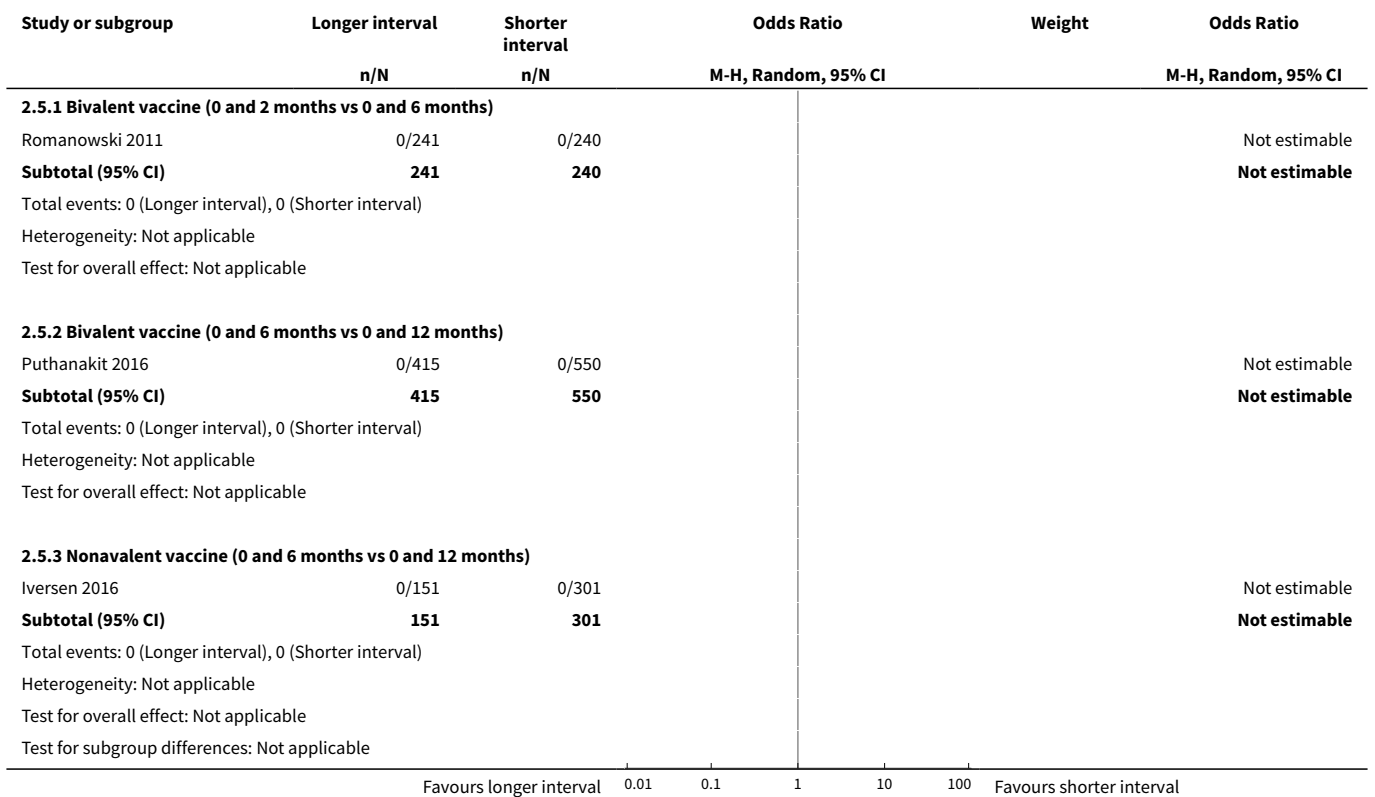 Study or subgroup Longer interval Shorter interval Odds Ratio Weight Odds Ratio
n/N n/N M-H, Random, 95% CI M-H, Random, 95% CI
2.5.1 Bivalent vaccine (0 and 2 months vs 0 and 6 months)
Romanowski 2011 0/241 0/240 Not estimable
Subtotal (95% CI) 241 240 Not estimable
Total events: 0 (Longer interval), 0 (Shorter interval)
Heterogeneity: Not applicable
Test for overall effect: Not applicable
2.5.2 Bivalent vaccine (0 and 6 months vs 0 and 12 months)
Puthanakit 2016 0/415 0/550 Not estimable
Subtotal (95% CI) 415 550 Not estimable
Total events: 0 (Longer interval), 0 (Shorter interval)
Heterogeneity: Not applicable
Test for overall effect: Not applicable
2.5.3 Nonavalent vaccine (0 and 6 months vs 0 and 12 months)
Iversen 2016 0/151 0/301 Not estimable
Subtotal (95% CI) 151 301 Not estimable
Total events: 0 (Longer interval), 0 (Shorter interval)
Heterogeneity: Not applicable
Test for overall effect: Not applicable
Test for subgroup differences: Not applicable
Favours longer interval 0.01 0.1 1 10 100 Favours shorter interval